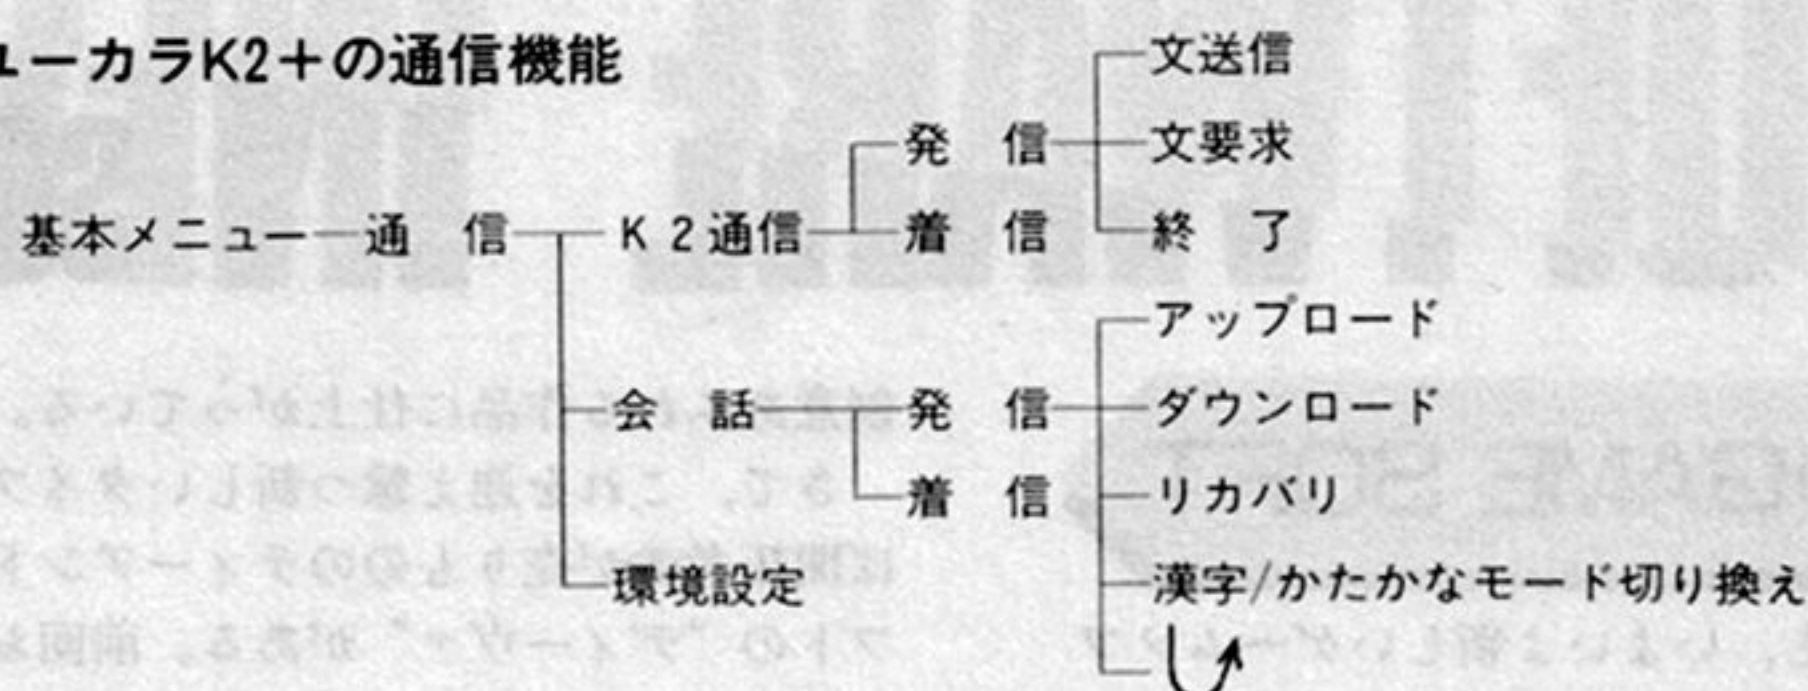 ューカラK2+の通信機能
文送信
発 信 文要求
基本メニュー 通 信 K2通信 着 信 終 了
アップロード
会 話 発 信 ダウンロード
着 信 リカバリ
環境設定 漢字/かたかなモード切り換え